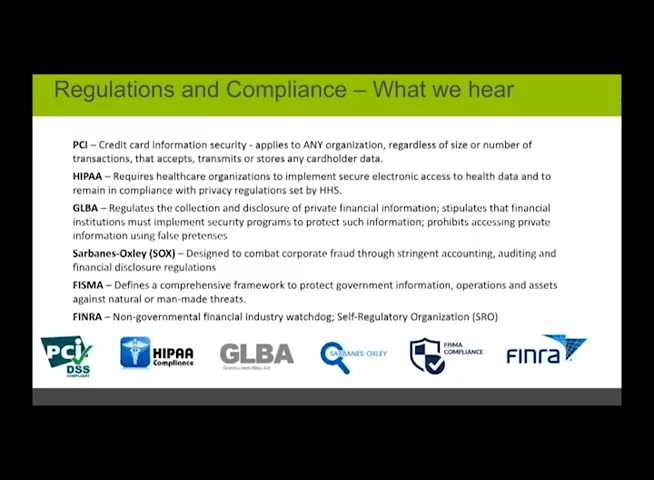 Regulations and Compliance – What we hear
PCI – Credit card information security - applies to ANY organization, regardless of size or number of
transactions, that accepts, transmits or stores any cardholder data.
HIPAA – Requires healthcare organizations to implement secure electronic access to health data and to
remain in compliance with privacy regulations set by HHS.
GLBA – Regulates the collection and disclosure of private financial information; stipulates that financial
institutions must implement security programs to protect such information; prohibits accessing private
information using false pretenses
Sarbanes-Oxley (SOX) – Designed to combat corporate fraud through stringent accounting, auditing and
financial disclosure regulations
FISMA – Defines a comprehensive framework to protect government information, operations and assets
against natural or man-made threats.
FINRA – Non-governmental financial industry watchdog; Self-Regulatory Organization (SRO)
PCI
DSS
COMPLIANT
HIPAA
Compliance
GLBA
Gramm-Leach-Bliley Act
SARBANES-OXLEY
FISMA
COMPLIANCE
FINRA